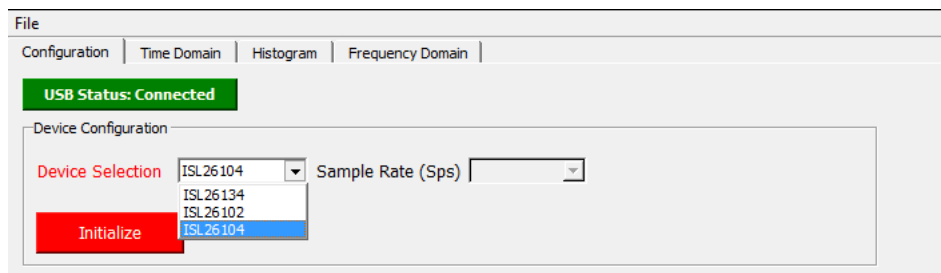 File
Configuration Time Domain Histogram Frequency Domain
USB Status: Connected
Device Configuration
Device Selection ISL26104 Sample Rate (Sps)
ISL26134
ISL26102
ISL26104
Initialize